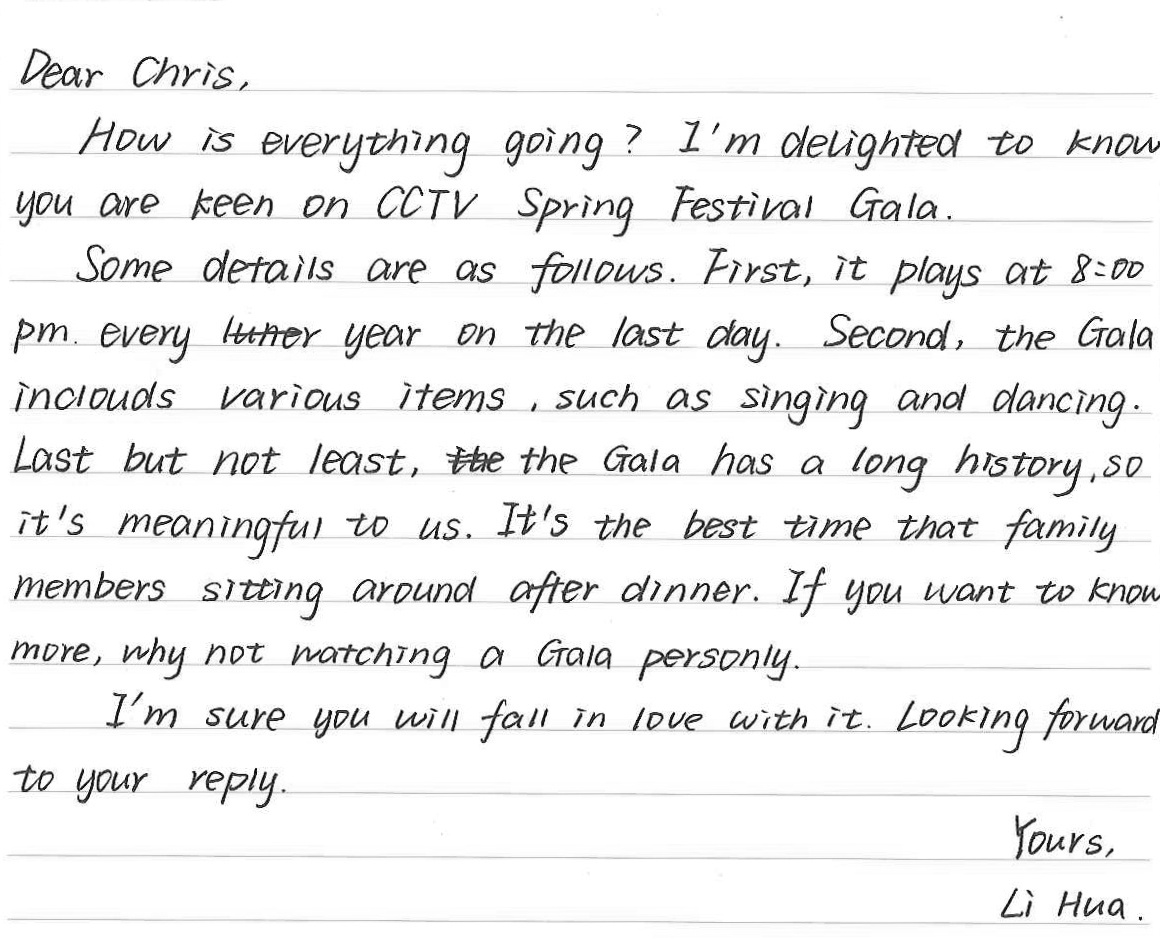 Dear Chris,
How is everything going? I'm delighted to know
you are keen on CCTV Spring Festival Gala.
Some details are as follows. First, it plays at 8:00
pm. every luner year on the last day. Second, the Gala
inclouds various items, such as singing and dancing.
Last but not least, the the Gala has a long history, so
it's meaningful to us. It's the best time that family
members sitting around after dinner. If you want to know
more, why not watching a Gala personly.
I'm sure you will fall in love with it. Looking forward
to your reply.
Yours,
Li Hua.